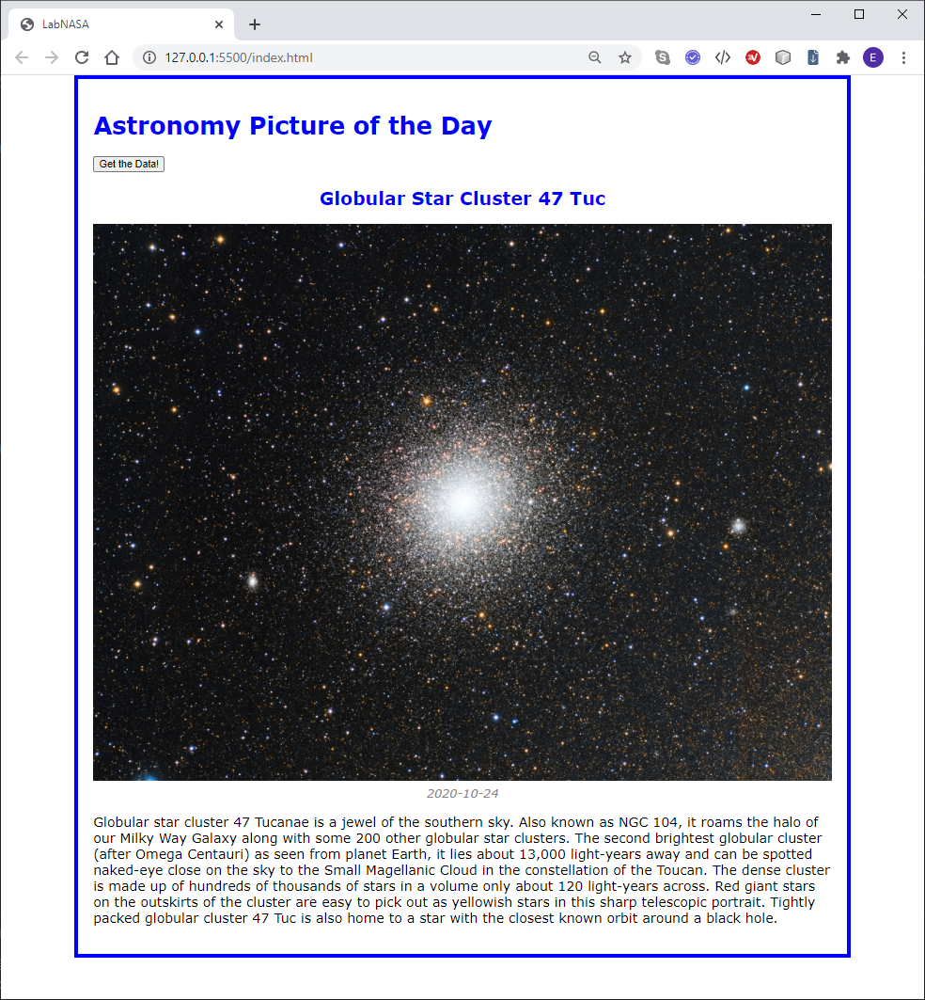 LabNASA
127.0.0.1:5500/index.html
E
Astronomy Picture of the Day
Get the Data!
Globular Star Cluster 47 Tuc
2020-10-24
Globular star cluster 47 Tucanae is a jewel of the southern sky. Also known as NGC 104, it roams the halo of
our Milky Way Galaxy along with some 200 other globular star clusters. The second brightest globular cluster
(after Omega Centauri) as seen from planet Earth, it lies about 13,000 light-years away and can be spotted
naked-eye close on the sky to the Small Magellanic Cloud in the constellation of the Toucan. The dense cluster
is made up of hundreds of thousands of stars in a volume only about 120 light-years across. Red giant stars
on the outskirts of the cluster are easy to pick out as yellowish stars in this sharp telescopic portrait. Tightly
packed globular cluster 47 Tuc is also home to a star with the closest known orbit around a black hole.